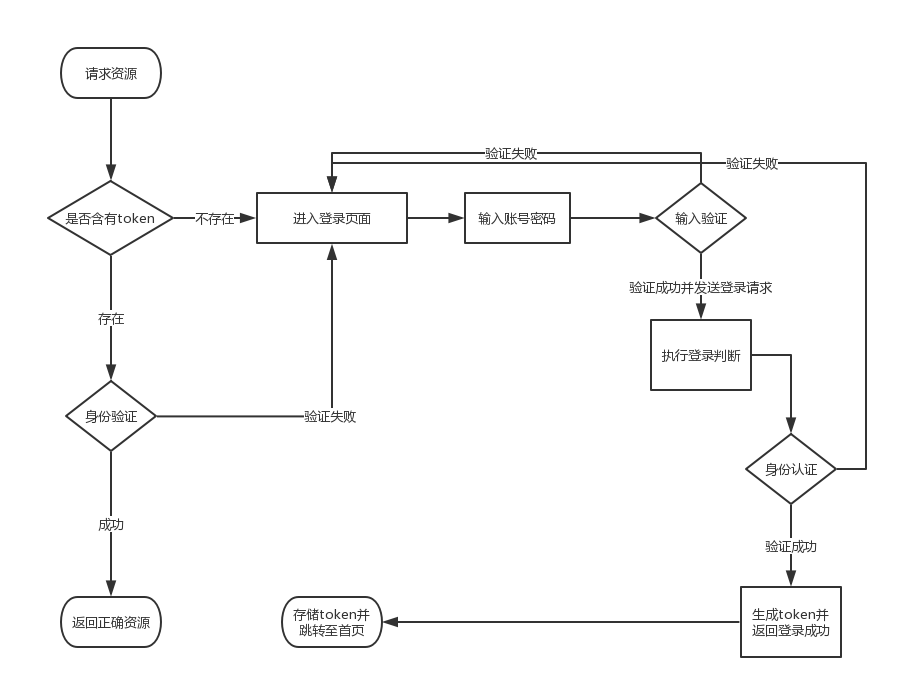 请求资源
验证失败
验证失败
是否含有token
不存在
进入登录页面
输入账号密码
输入验证
验证成功并发送登录请求
存在
执行登录判断
身份验证
验证失败
身份认证
成功
验证成功
返回正确资源
存储token并
跳转至首页
生成token并
返回登录成功